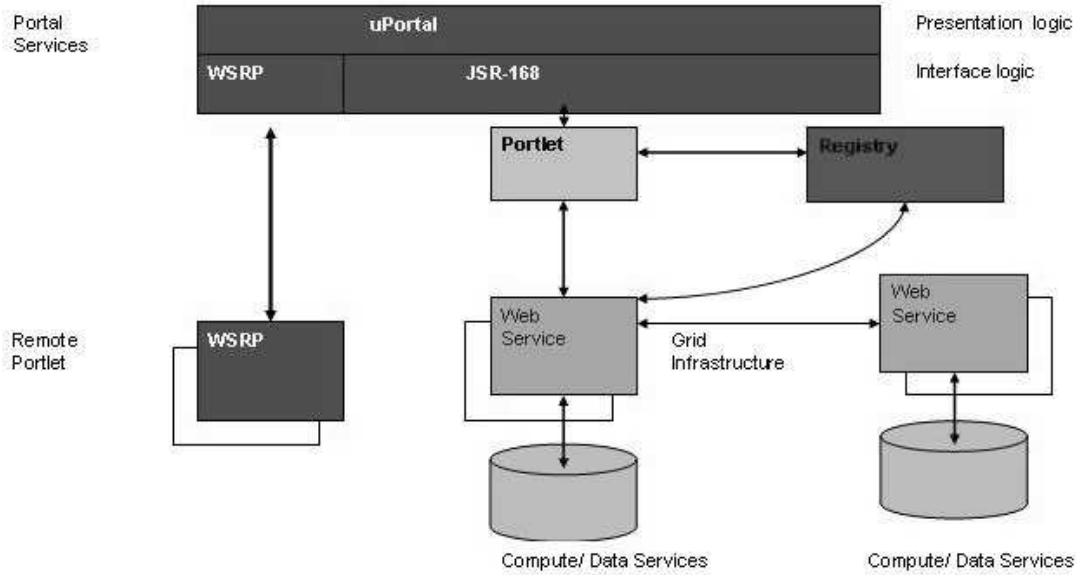 Portal
Services
uPortal
Presentation logic
WSRP
JSR-168
Interface logic
Portlet
Registry
Remote
Portlet
WSRP
Web
Service
Grid
Infrastructure
Web
Service
Compute/ Data Services
Compute/ Data Services